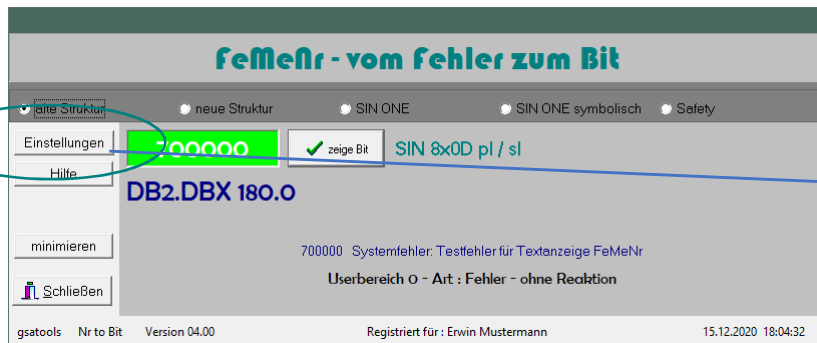 FeMeNr - vom Fehler zum Bit
alte Struktur neue Struktur SIN ONE SIN ONE symbolisch Safety
Einstellungen 700000 zeige Bit SIN 8x0D pl / sl
Hilfe
DB2.DBX 180.0
minimieren
700000 Systemfehler: Testfehler für Textanzeige FeMeNr
Userbereich 0 - Art : Fehler - ohne Reaktion
Schließen
gsatools Nr to Bit Version 04.00 Registriert für : Erwin Mustermann 15.12.2020 18:04:32